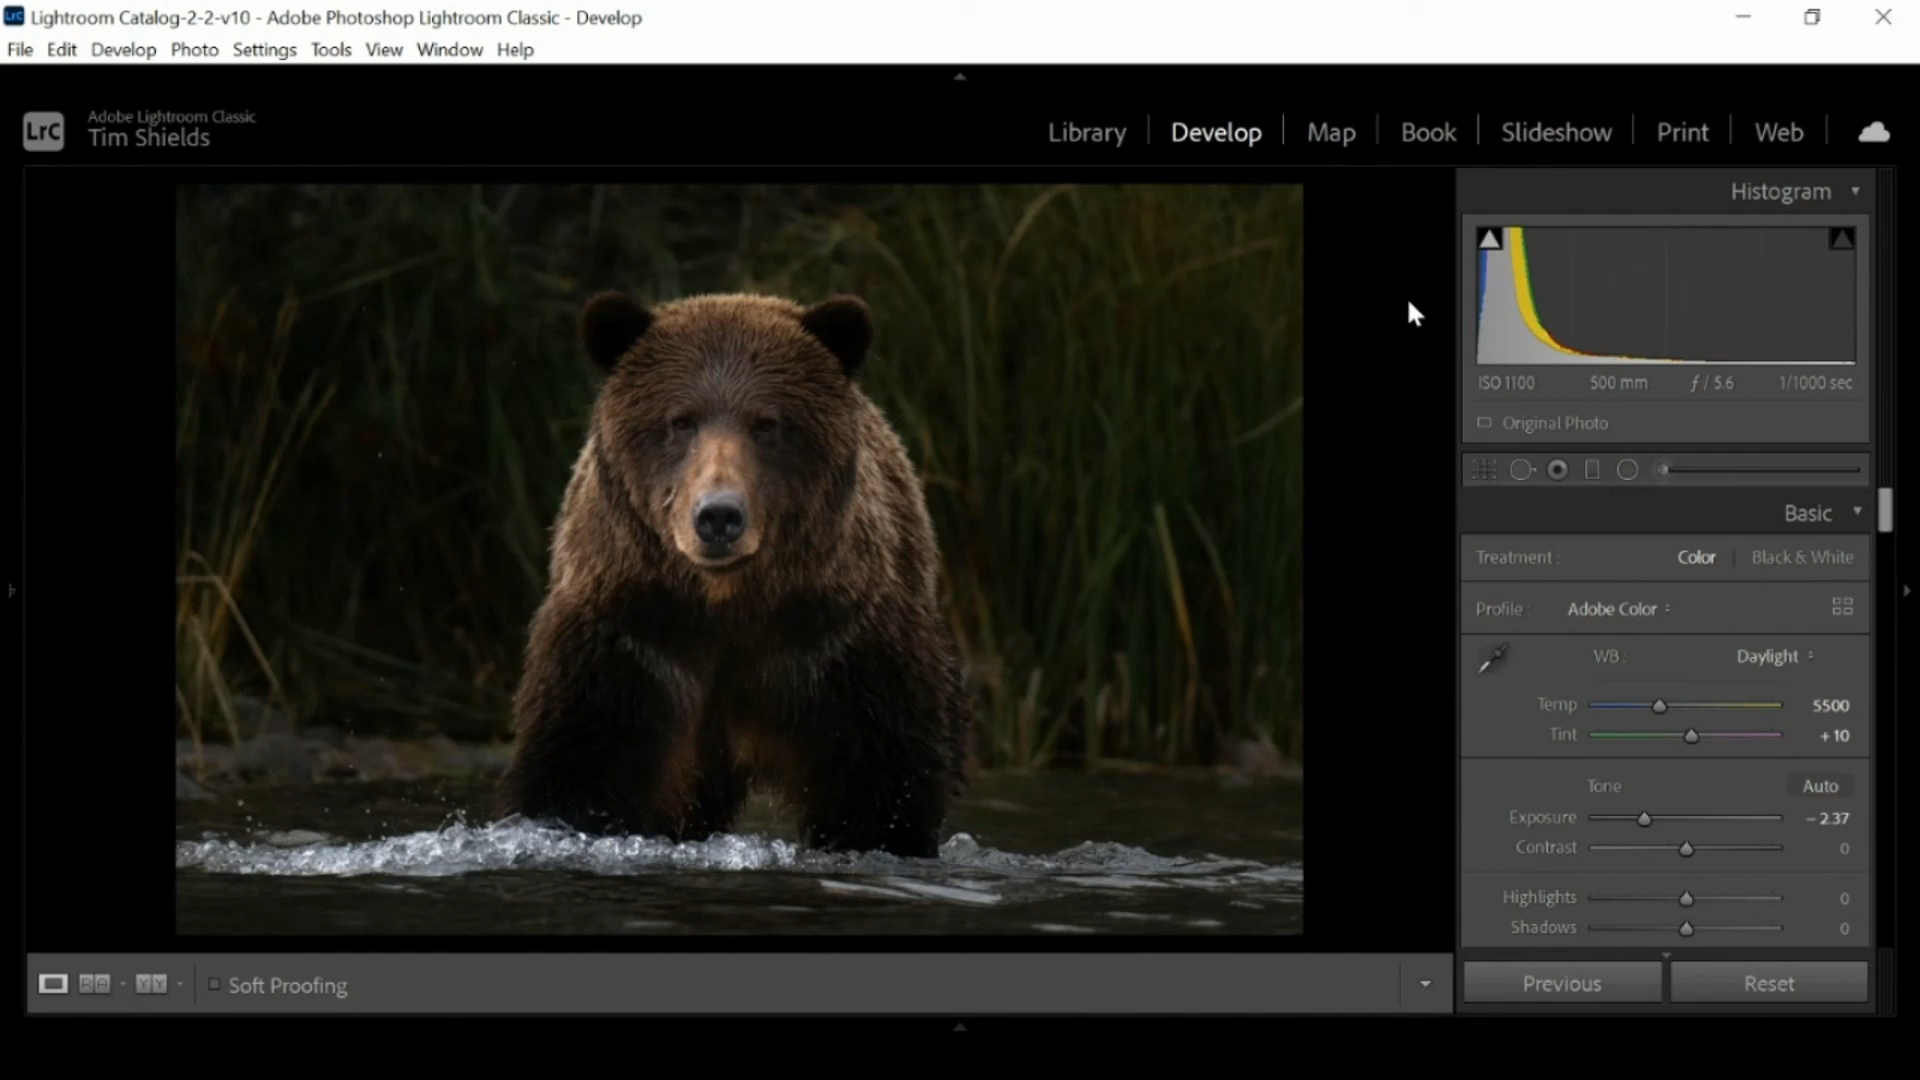 LrC Lightroom Catalog-2-2-v10 - Adobe Photoshop Lightroom Classic - Develop
File Edit Develop Photo Settings Tools View Window Help
LrC Adobe Lightroom Classic
Tim Shields
Library | Develop | Map | Book | Slideshow | Print | Web
Histogram
ISO 1100 500 mm ƒ / 5.6 1/1000 sec
Original Photo
Basic
Treatment : Color Black & White
Profile : Adobe Color
WB : Daylight
Temp 5500
Tint + 10
Tone Auto
Exposure – 2.37
Contrast 0
Highlights 0
Shadows 0
R A Y Y Soft Proofing
Previous Reset